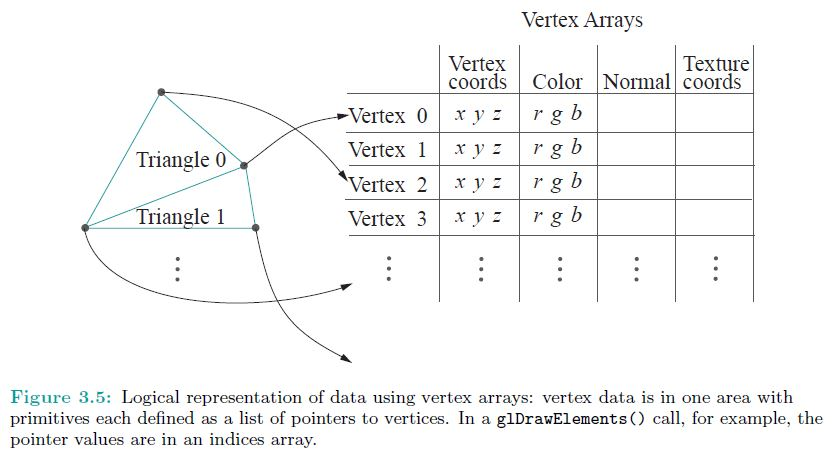 Vertex Arrays
Vertex coords Color Normal Texture coords
Triangle 0
Triangle 1
⋮
Vertex 0 x y z r g b
Vertex 1 x y z r g b
Vertex 2 x y z r g b
Vertex 3 x y z r g b
⋮ ⋮ ⋮ ⋮ ⋮
Figure 3.5: Logical representation of data using vertex arrays: vertex data is in one area with
primitives each defined as a list of pointers to vertices. In a glDrawElements() call, for example, the
pointer values are in an indices array.